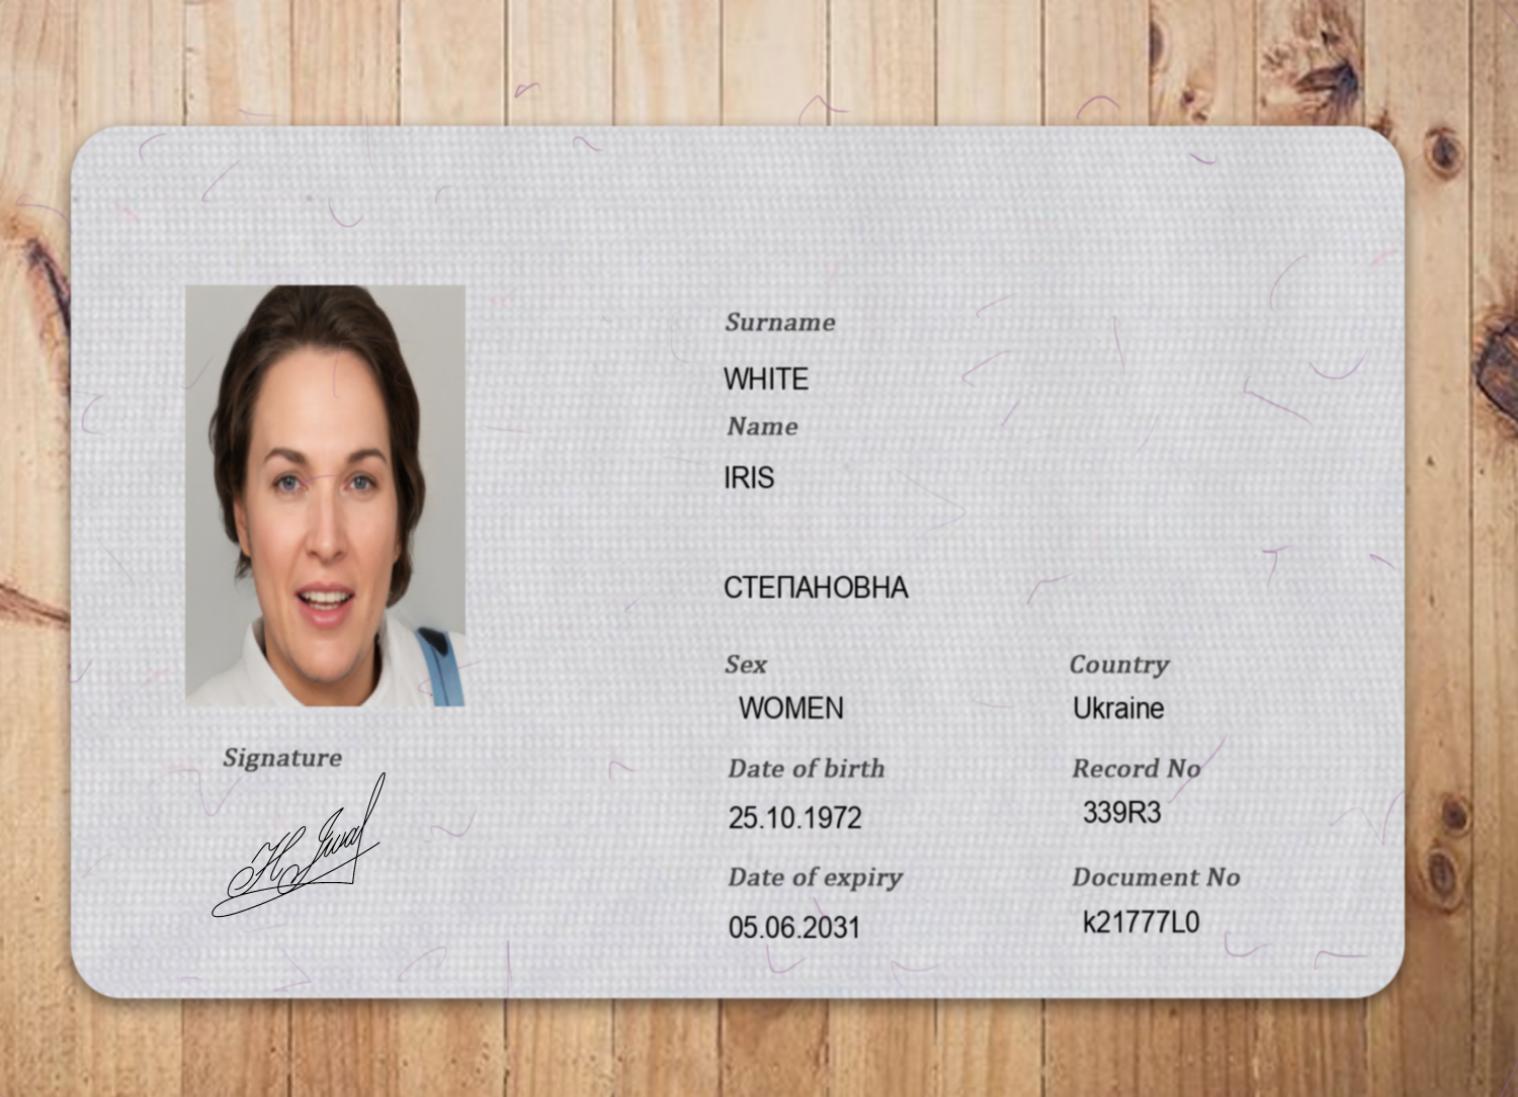 Surname
WHITE
Name
IRIS
СТЕПАНОВНА
Sex
WOMEN
Country
Ukraine
Date of birth
25.10.1972
Record No
339R3
Date of expiry
05.06.2031
Document No
k21777L0
Signature